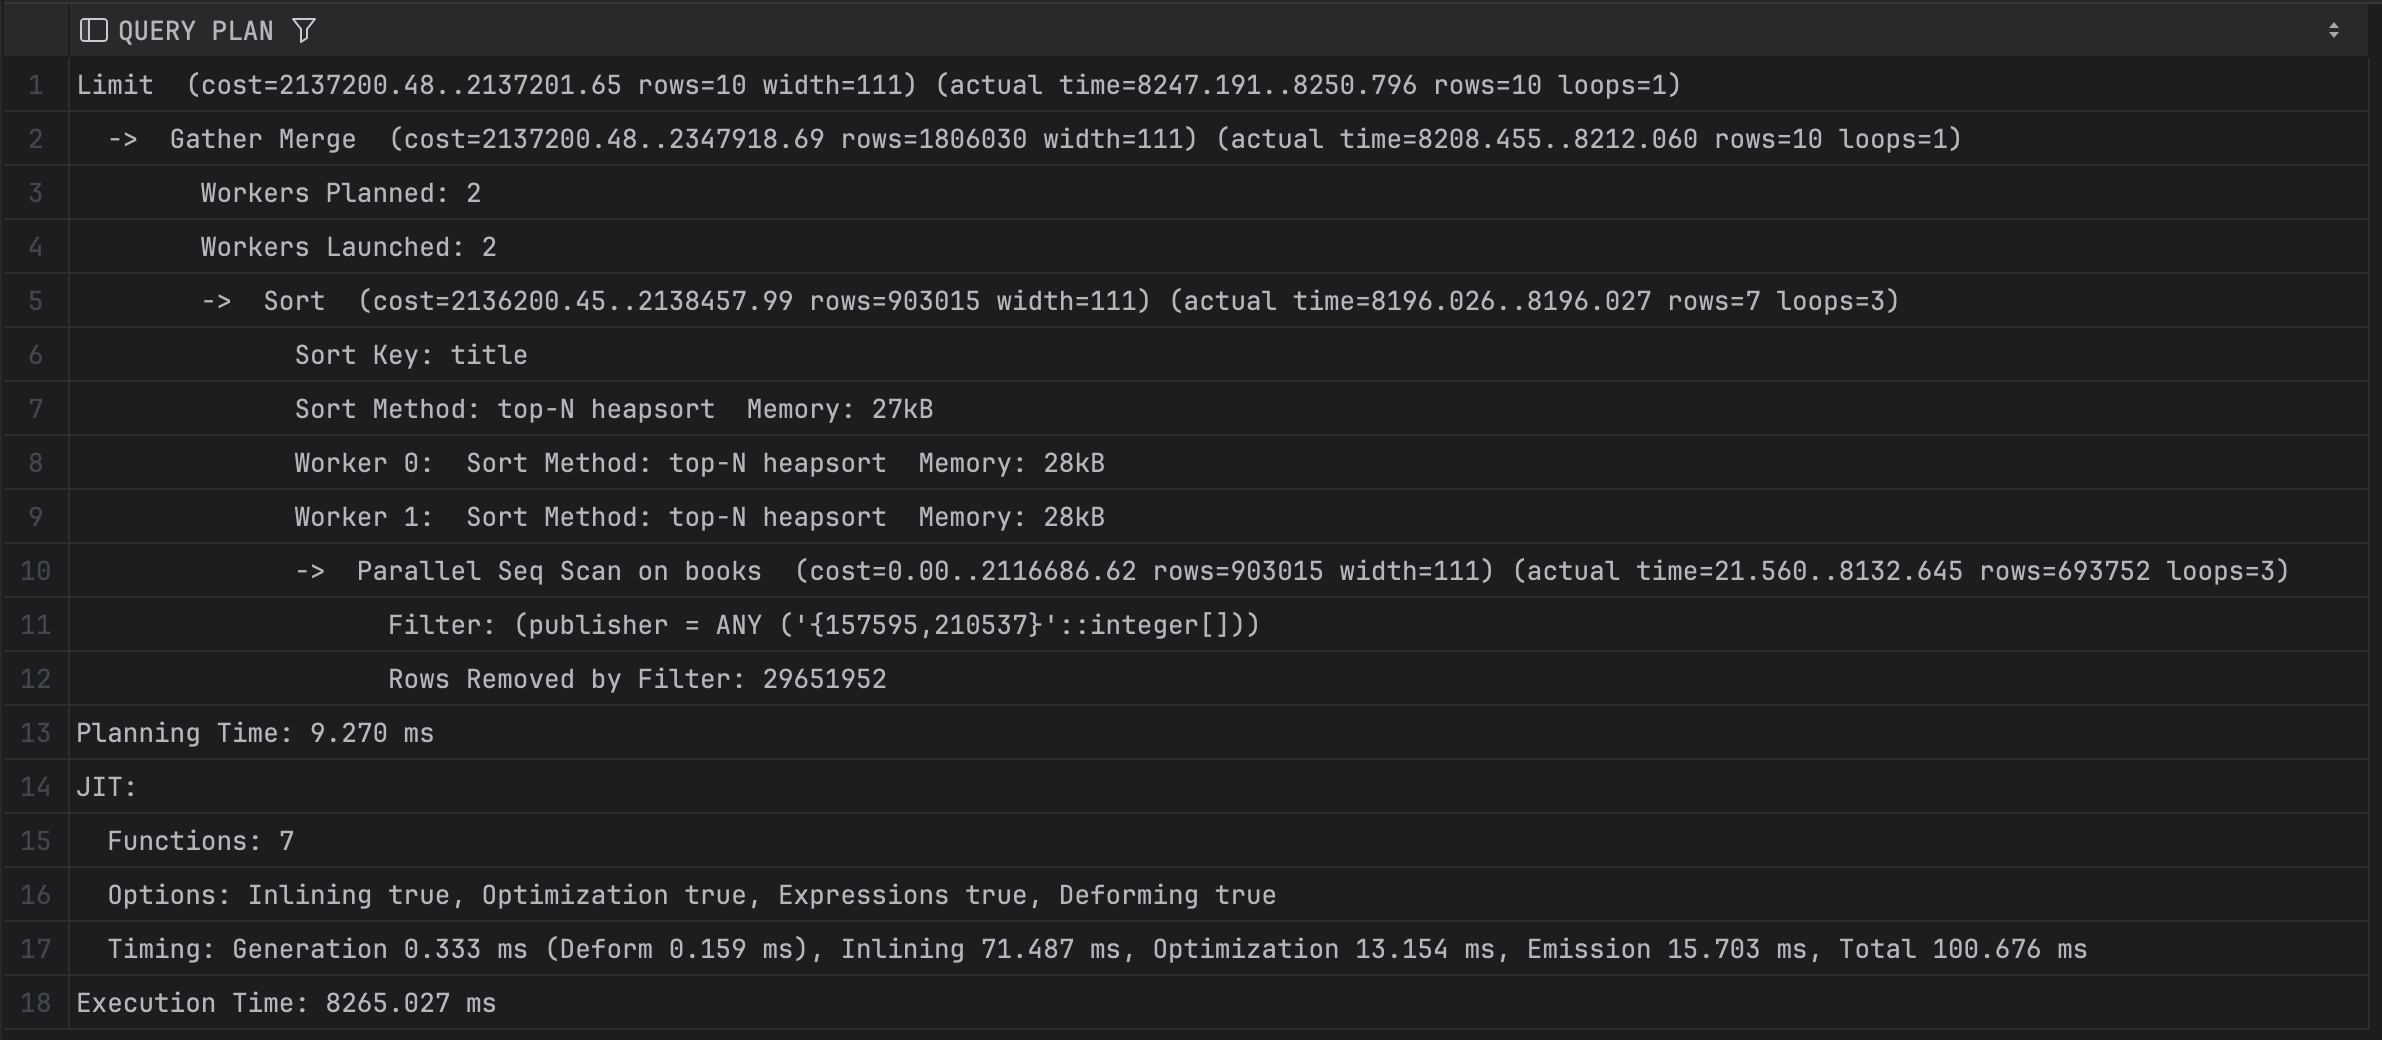 QUERY PLAN
1 Limit  (cost=2137200.48..2137201.65 rows=10 width=111) (actual time=8247.191..8250.796 rows=10 loops=1)
2   ->  Gather Merge  (cost=2137200.48..2347918.69 rows=1806030 width=111) (actual time=8208.455..8212.060 rows=10 loops=1)
3         Workers Planned: 2
4         Workers Launched: 2
5         ->  Sort  (cost=2136200.45..2138457.99 rows=903015 width=111) (actual time=8196.026..8196.027 rows=7 loops=3)
6               Sort Key: title
7               Sort Method: top-N heapsort  Memory: 27kB
8               Worker 0:  Sort Method: top-N heapsort  Memory: 28kB
9               Worker 1:  Sort Method: top-N heapsort  Memory: 28kB
10               ->  Parallel Seq Scan on books  (cost=0.00..2116686.62 rows=903015 width=111) (actual time=21.560..8132.645 rows=693752 loops=3)
11                     Filter: (publisher = ANY ('{157595,210537}'::integer[]))
12                     Rows Removed by Filter: 29651952
13 Planning Time: 9.270 ms
14 JIT:
15   Functions: 7
16   Options: Inlining true, Optimization true, Expressions true, Deforming true
17   Timing: Generation 0.333 ms (Deform 0.159 ms), Inlining 71.487 ms, Optimization 13.154 ms, Emission 15.703 ms, Total 100.676 ms
18 Execution Time: 8265.027 ms